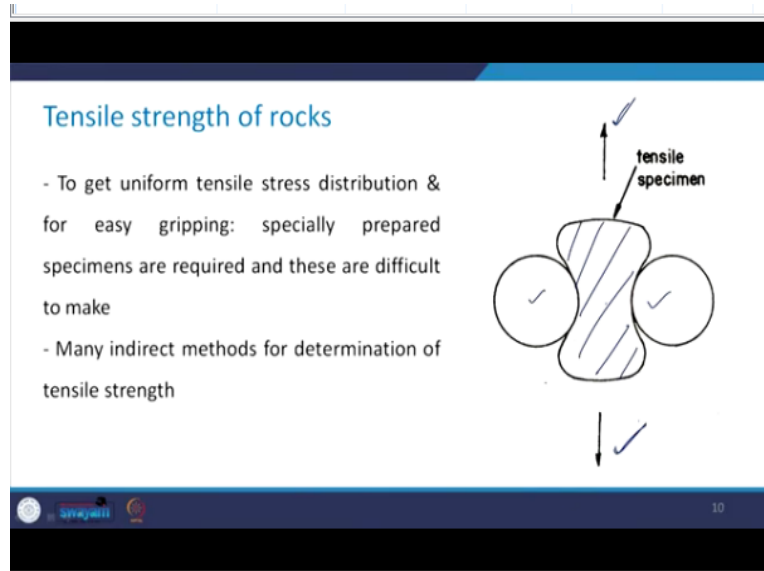 Tensile strength of rocks
- To get uniform tensile stress distribution &
for easy gripping: specially prepared
specimens are required and these are difficult
to make
- Many indirect methods for determination of
tensile strength
tensile
specimen
swayam
10